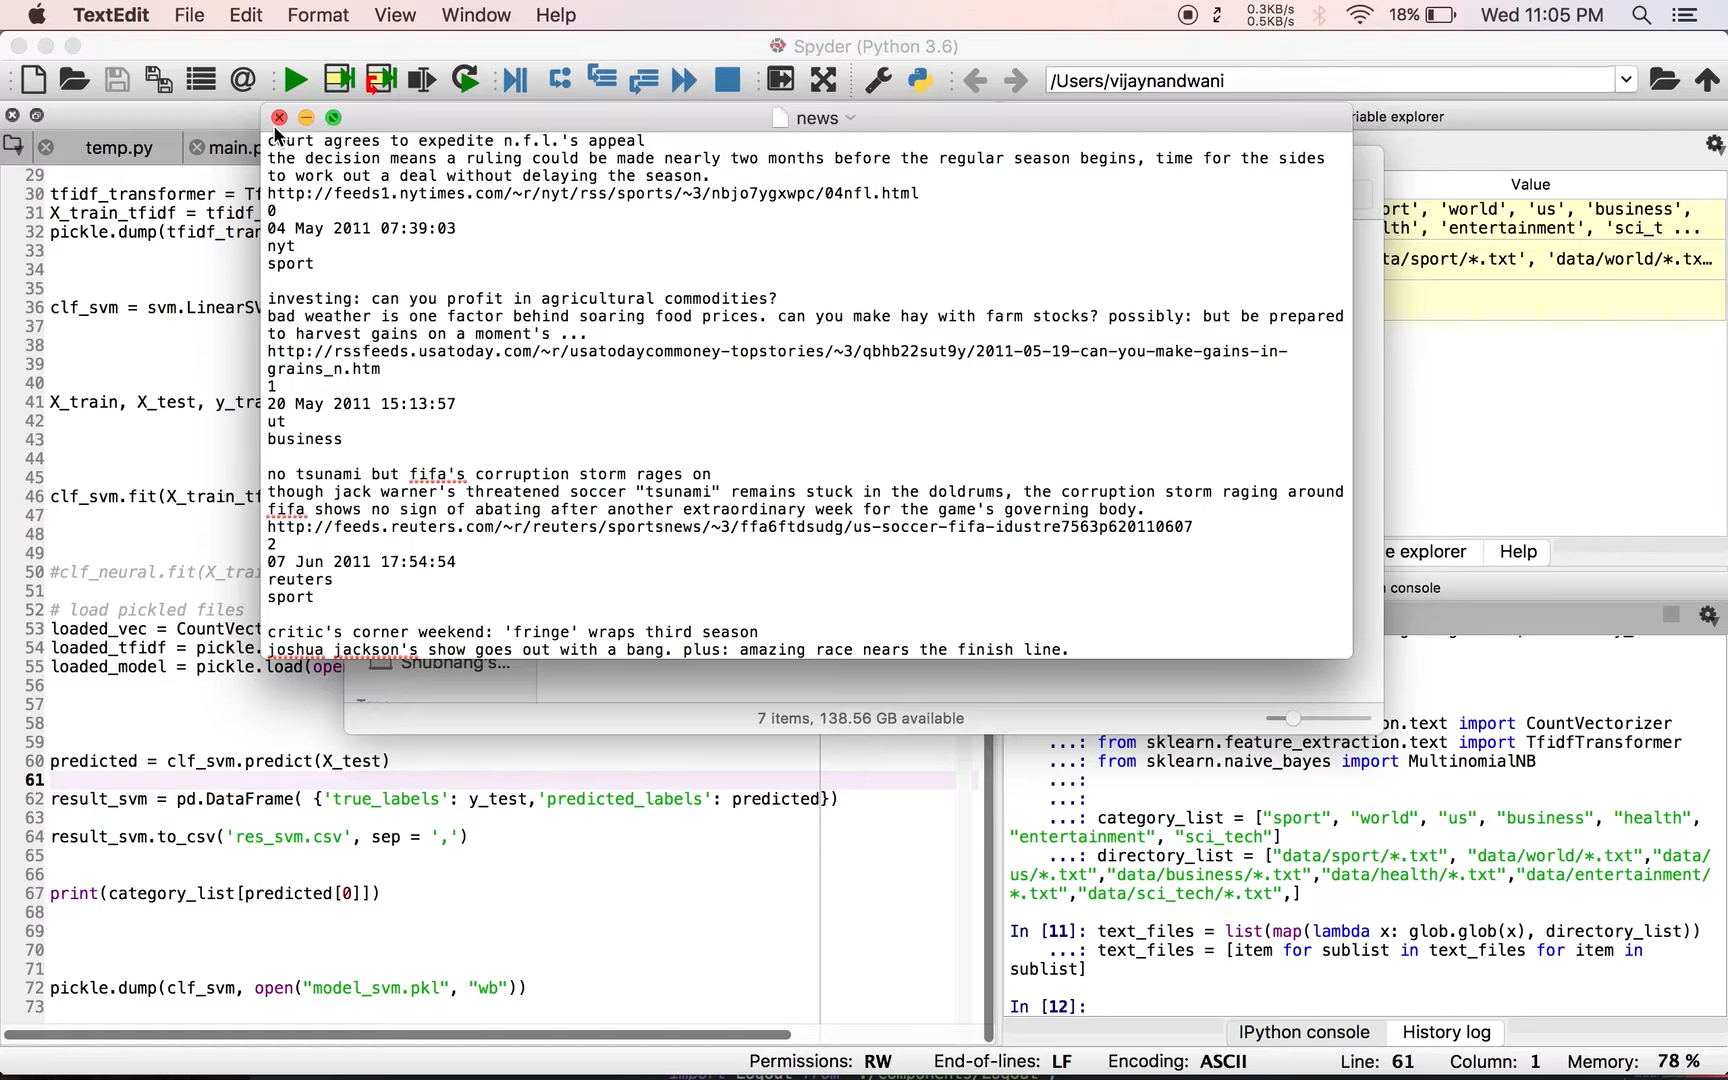 TextEdit File Edit Format View Window Help 0.3KB/s 0.5KB/s 18% Wed 11:05 PM
Spyder (Python 3.6)
/Users/vijaynandwani
news
riable explorer
temp.py main.p
Value
29
30 tfidf_transformer = Tf
31 X_train_tfidf = tfidf_
32 pickle.dump(tfidf_tran
33
34
35
36 clf_svm = svm.LinearSV
37
38
39
40
41 X_train, X_test, y_tra
42
43
44
45
46 clf_svm.fit(X_train_tf
47
48
49
50 #clf_neural.fit(X_trai
51
52 # load pickled files
53 loaded_vec = CountVect
54 loaded_tfidf = pickle.
55 loaded_model = pickle.load(ope
56
57
58
59
60 predicted = clf_svm.predict(X_test)
61
62 result_svm = pd.DataFrame( {'true_labels': y_test,'predicted_labels': predicted})
63
64 result_svm.to_csv('res_svm.csv', sep = ',')
65
66
67 print(category_list[predicted[0]])
68
69
70
71
72 pickle.dump(clf_svm, open("model_svm.pkl", "wb"))
73
court agrees to expedite n.f.l.'s appeal
the decision means a ruling could be made nearly two months before the regular season begins, time for the sides
to work out a deal without delaying the season.
http://feeds1.nytimes.com/~r/nyt/rss/sports/~3/nbjo7ygxwpc/04nfl.html
0
04 May 2011 07:39:03
nyt
sport
investing: can you profit in agricultural commodities?
bad weather is one factor behind soaring food prices. can you make hay with farm stocks? possibly: but be prepared
to harvest gains on a moment's ...
http://rssfeeds.usatoday.com/~r/usatodaycommoney-topstories/~3/qbhb22sut9y/2011-05-19-can-you-make-gains-in-
grains_n.htm
1
20 May 2011 15:13:57
ut
business
no tsunami but fifa's corruption storm rages on
though jack warner's threatened soccer "tsunami" remains stuck in the doldrums, the corruption storm raging around
fifa shows no sign of abating after another extraordinary week for the game's governing body.
http://feeds.reuters.com/~r/reuters/sportsnews/~3/ffa6ftdsudg/us-soccer-fifa-idustre7563p620110607
2
07 Jun 2011 17:54:54
reuters
sport
critic's corner weekend: 'fringe' wraps third season
joshua jackson's show goes out with a bang. plus: amazing race nears the finish line.
Shubhang's...
7 items, 138.56 GB available
ort', 'world', 'us', 'business',
lth', 'entertainment', 'sci_t ...
ta/sport/*.txt', 'data/world/*.tx...
e explorer Help
console
on.text import CountVectorizer
...: from sklearn.feature_extraction.text import TfidfTransformer
...: from sklearn.naive_bayes import MultinomialNB
...:
...:
...: category_list = ["sport", "world", "us", "business", "health",
"entertainment", "sci_tech"]
...: directory_list = ["data/sport/*.txt", "data/world/*.txt","data/
us/*.txt","data/business/*.txt","data/health/*.txt","data/entertainment/
*.txt","data/sci_tech/*.txt",]
In [11]: text_files = list(map(lambda x: glob.glob(x), directory_list))
...: text_files = [item for sublist in text_files for item in
sublist]
In [12]:
IPython console History log
Permissions: RW End-of-lines: LF Encoding: ASCII Line: 61 Column: 1 Memory: 78 %